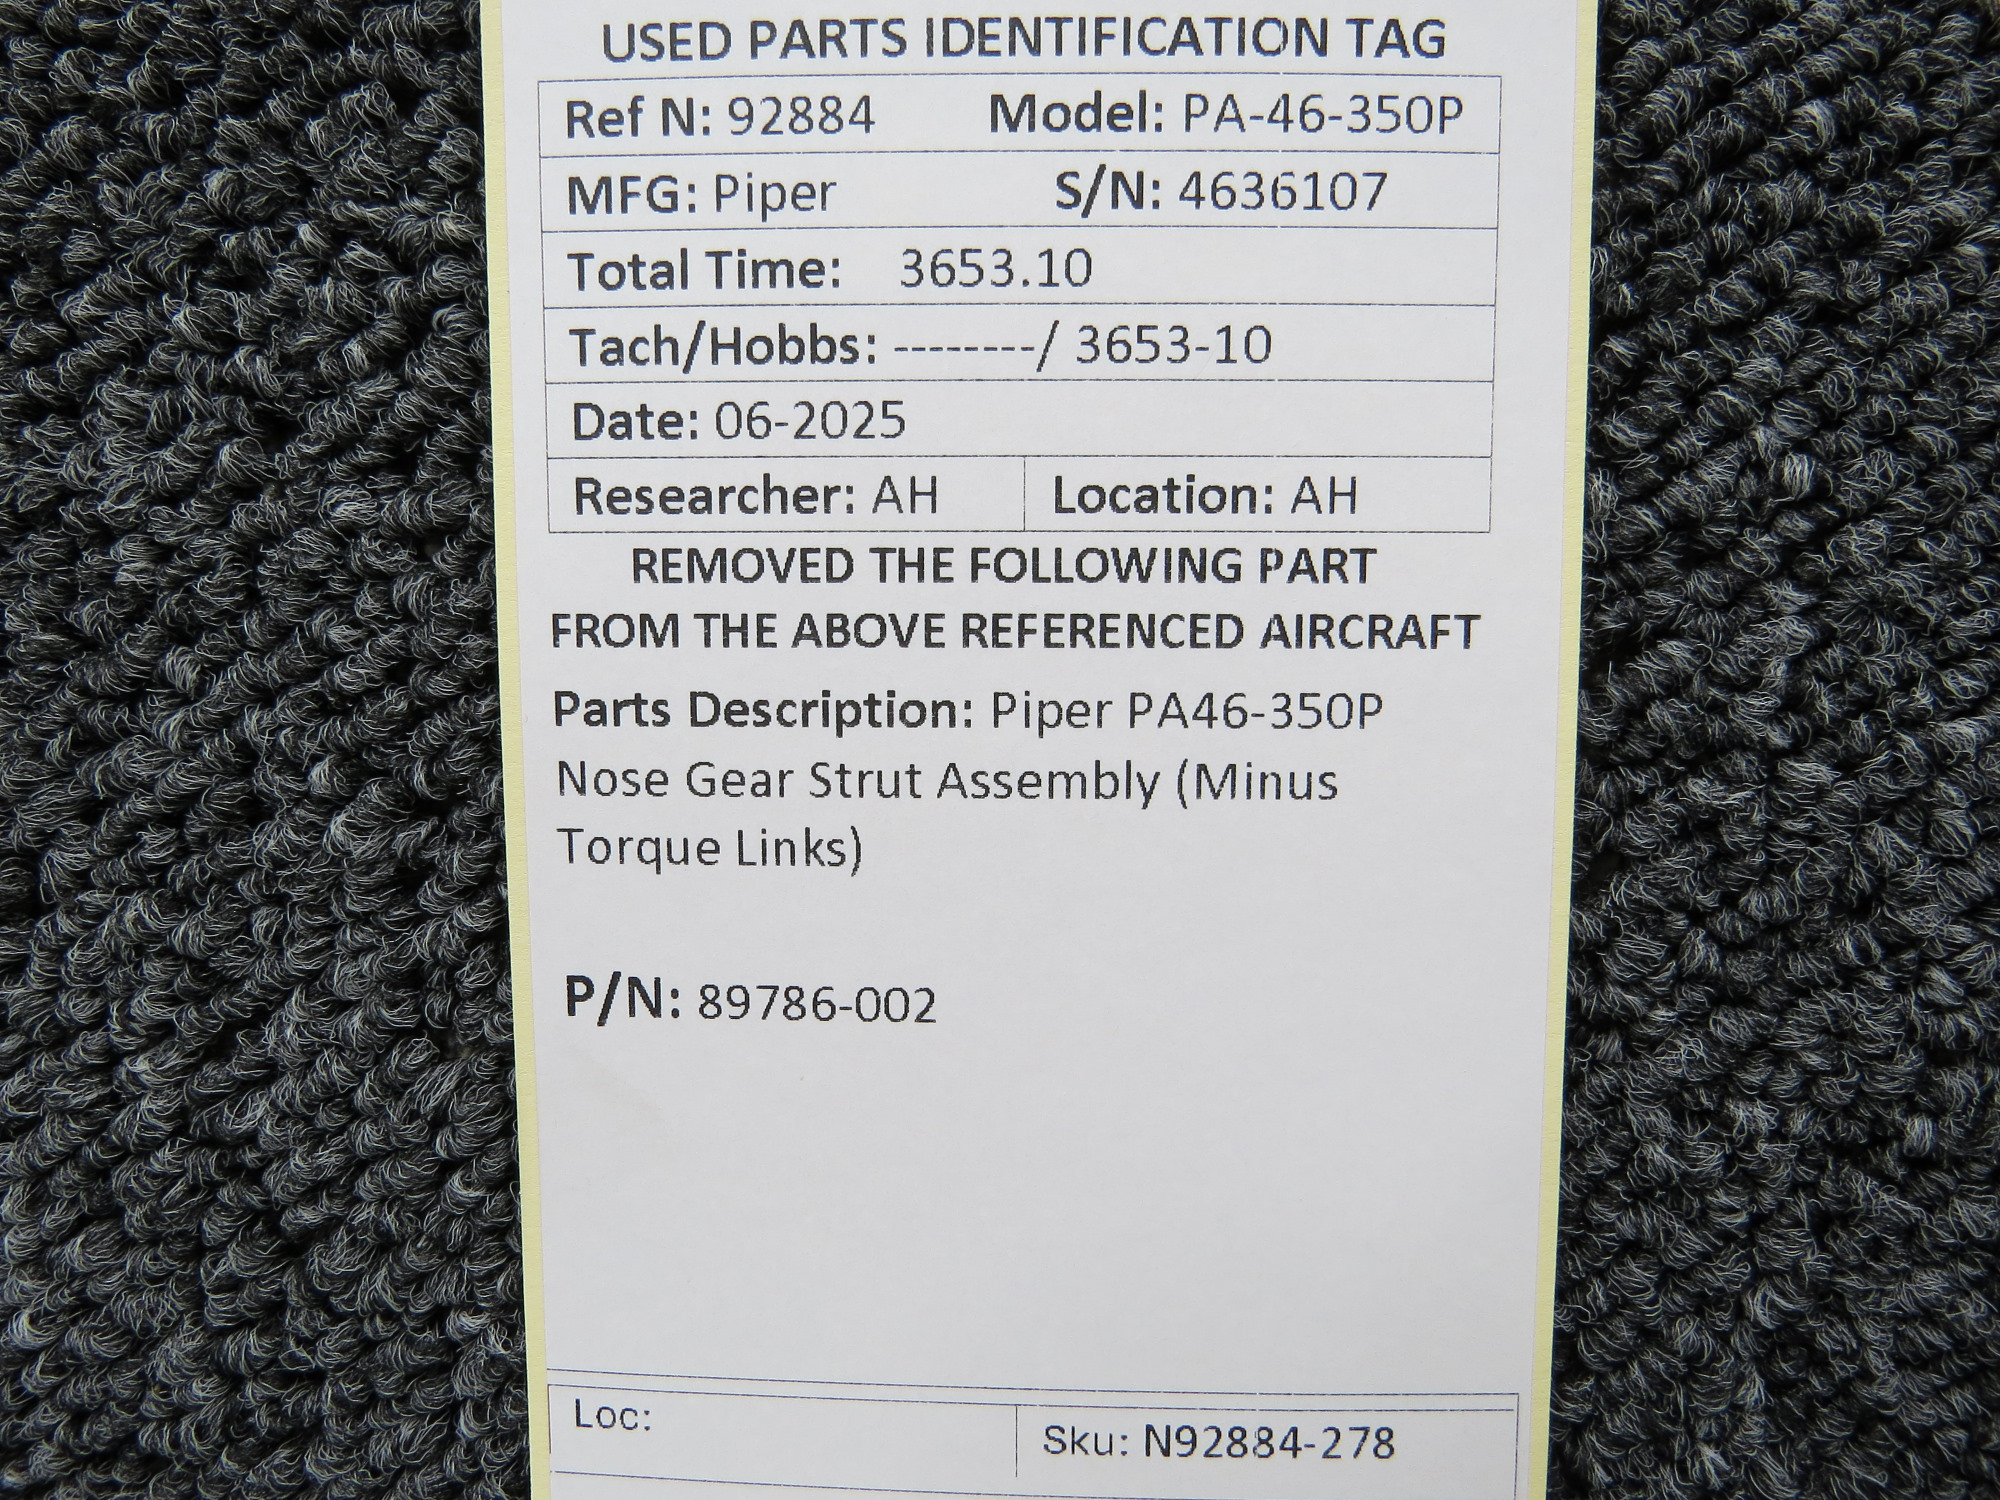 USED PARTS IDENTIFICATION TAG
Ref N: 92884 Model: PA-46-350P
MFG: Piper S/N: 4636107
Total Time: 3653.10
Tach/Hobbs: --------/ 3653-10
Date: 06-2025
Researcher: AH Location: AH
REMOVED THE FOLLOWING PART
FROM THE ABOVE REFERENCED AIRCRAFT
Parts Description: Piper PA46-350P
Nose Gear Strut Assembly (Minus
Torque Links)
P/N: 89786-002
Loc: Sku: N92884-278